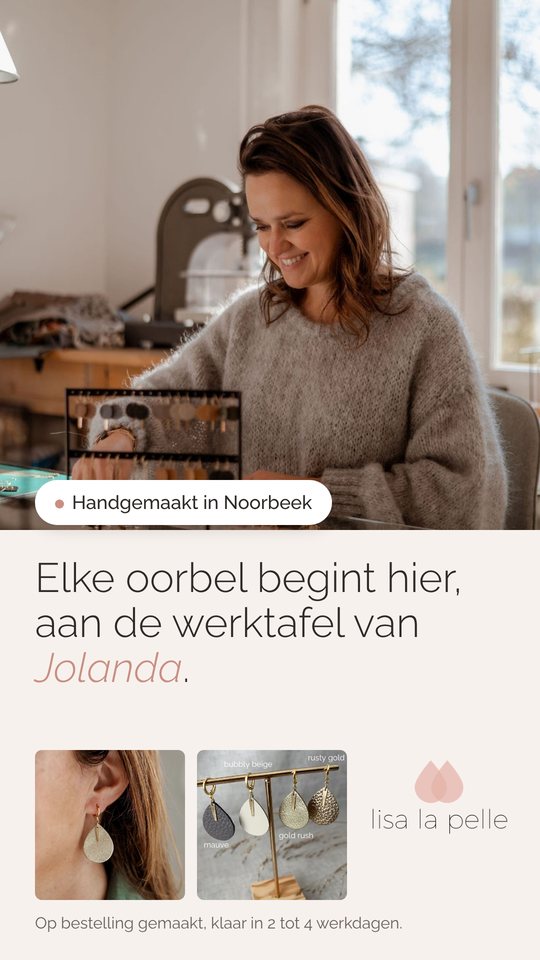 Handgemaakt in Noorbeek
Elke oorbel begint hier,
aan de werktafel van
Jolanda.
bubbly beige
rusty gold
mauve
gold rush
lisa la pelle
Op bestelling gemaakt, klaar in 2 tot 4 werkdagen.